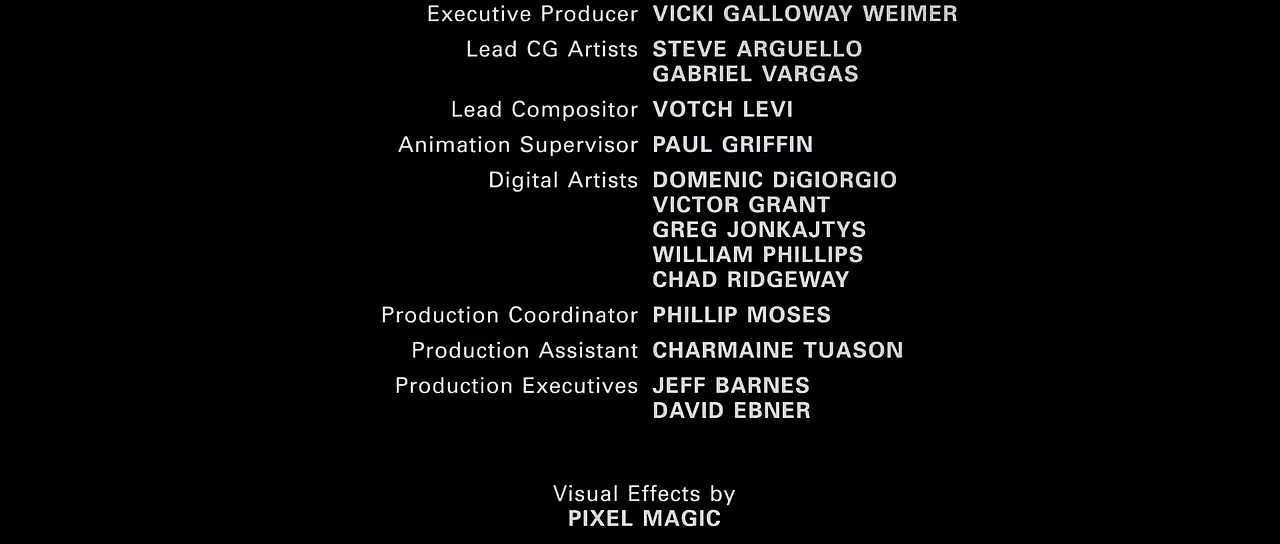 Executive Producer VICKI GALLOWAY WEIMER
Lead CG Artists STEVE ARGUELLO
GABRIEL VARGAS
Lead Compositor VOTCH LEVI
Animation Supervisor PAUL GRIFFIN
Digital Artists DOMENIC DiGIORGIO
VICTOR GRANT
GREG JONKAJTYS
WILLIAM PHILLIPS
CHAD RIDGEWAY
Production Coordinator PHILLIP MOSES
Production Assistant CHARMAINE TUASON
Production Executives JEFF BARNES
DAVID EBNER
Visual Effects by
PIXEL MAGIC